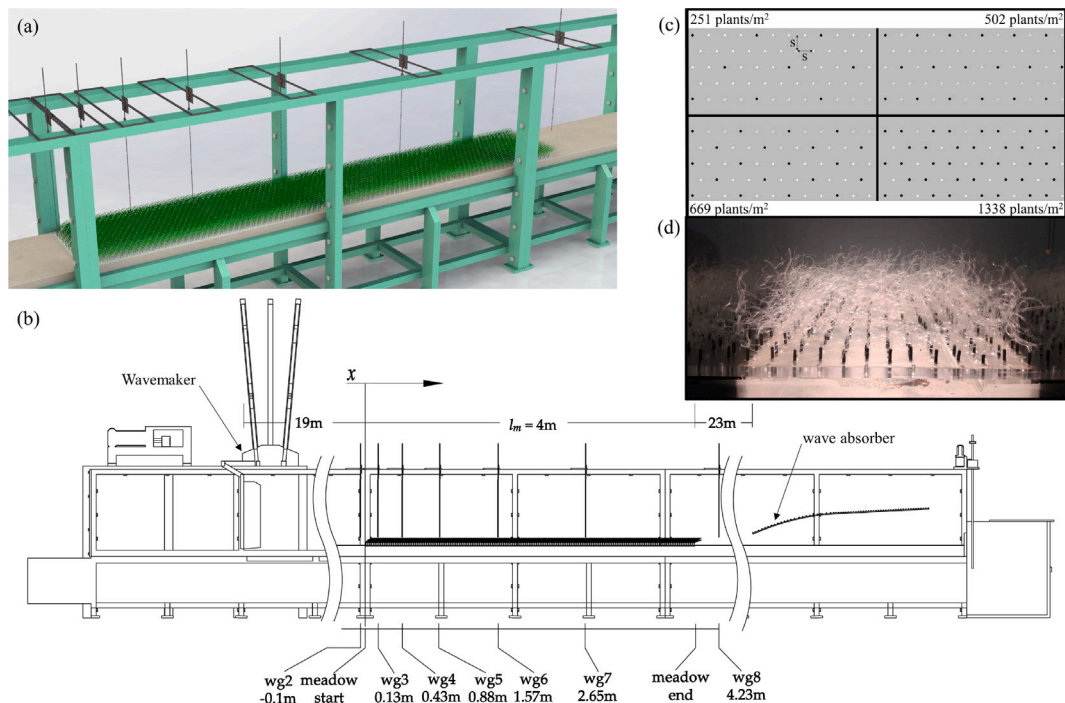 (a)
(c)
251 plants/m²
502 plants/m²
s
s
669 plants/m²
1338 plants/m²
(d)
(b)
Wavemaker
x
19m
lₘ = 4m
23m
wave absorber
wg2 meadow wg3 wg4 wg5 wg6 wg7 meadow wg8
-0.1m start 0.13m 0.43m 0.88m 1.57m 2.65m end 4.23m